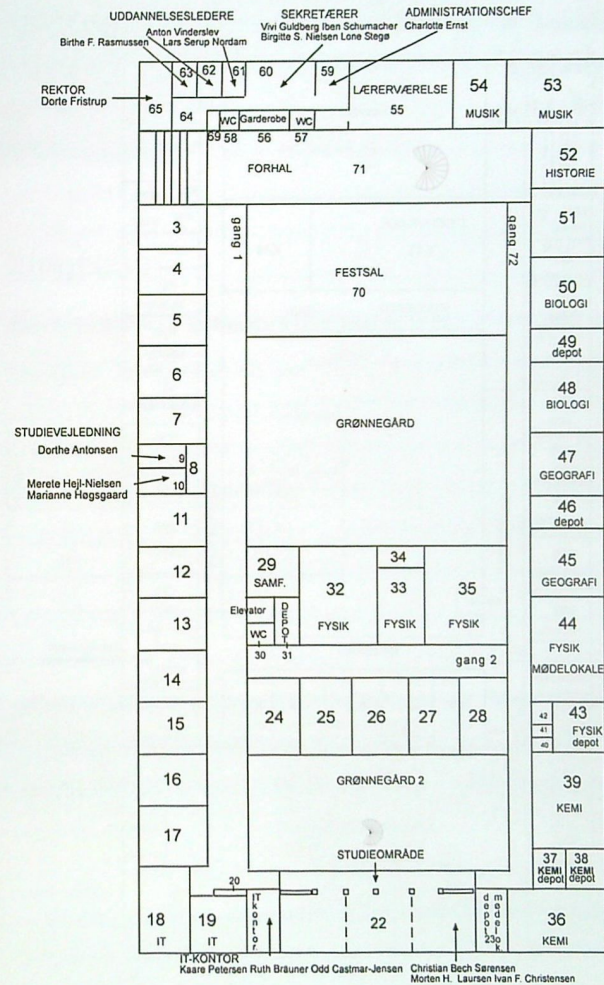 UDDANNELSESLEDERE
Anton Vinderslev
Birthe F. Rasmussen
Lars Serup Nordam
SEKRETÆRER
Vivi Guldberg Iben Schumacher
Birgitte S. Nielsen Lone Stegø
ADMINISTRATIONSCHEF
Charlotte Ernst
REKTOR
Dorte Fristrup
65
63
62
61
60
59
64
LÆRERVÆRELSE
55
54
MUSIK
53
MUSIK
WC
Garderobe
WC
69
58
56
57
FORHAL
71
52
HISTORIE
3
gang 1
gang 72
51
4
FESTSAL
70
5
50
BIOLOGI
49
depot
6
48
BIOLOGI
7
GRØNNEGÅRD
STUDIEVEJLEDNING
Dorthe Antonsen
9
8
Merete Hejl-Nielsen
Marianne Høgsgaard
10
47
GEOGRAFI
11
46
depot
12
29
SAMF.
32
FYSIK
34
33
FYSIK
35
FYSIK
45
GEOGRAFI
13
Elevator
DEPOT
WC
30
31
44
FYSIK
MØDELOKALE
gang 2
14
24
25
26
27
28
15
42
41
40
43
FYSIK
depot
16
GRØNNEGÅRD 2
39
KEMI
17
STUDIEOMRÅDE
37
KEMI
depot
38
KEMI
depot
20
18
IT
19
IT
IT kontor
22
depot
mødelok.
23
36
KEMI
IT-KONTOR
Kaare Petersen Ruth Bräuner Odd Castmar-Jensen
Christian Bech Sørensen
Morten H. Laursen Ivan F. Christensen